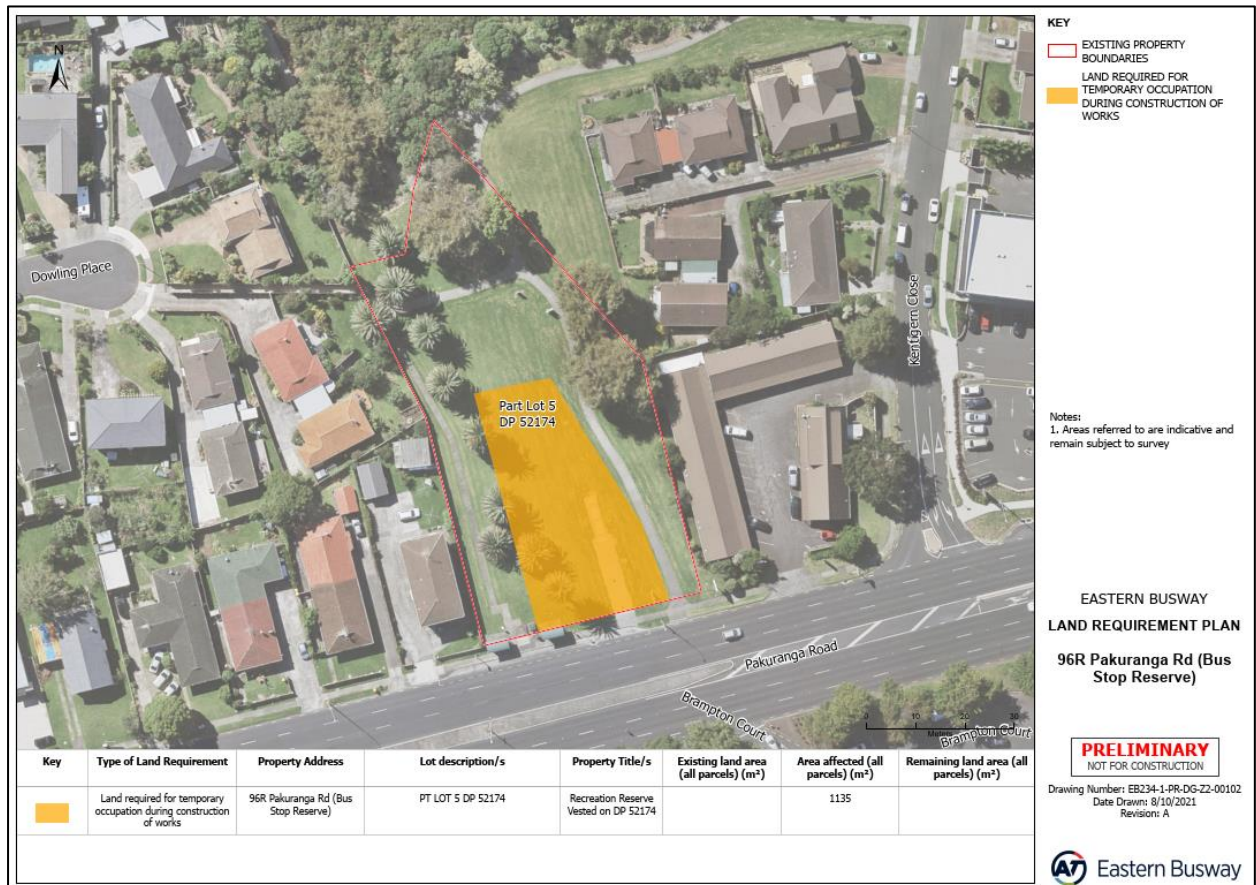 N
Dowling Place
Part Lot 5
DP 52174
Kentigern Close
Pakuranga Road
Brampton Court
Brampton Court
0 10 20 30
Meters
KEY
EXISTING PROPERTY
BOUNDARIES
LAND REQUIRED FOR
TEMPORARY OCCUPATION
DURING CONSTRUCTION OF
WORKS
Notes:
1. Areas referred to are indicative and
remain subject to survey
EASTERN BUSWAY
LAND REQUIREMENT PLAN
96R Pakuranga Rd (Bus
Stop Reserve)
PRELIMINARY
NOT FOR CONSTRUCTION
Drawing Number: EB234-1-PR-DG-Z2-00102
Date Drawn: 8/10/2021
Revision: A
AT Eastern Busway
Key Type of Land Requirement Property Address Lot description/s Property Title/s Existing land area Area affected (all Remaining land area (all
(all parcels) (m²) parcels) (m²) parcels) (m²)
Land required for temporary 96R Pakuranga Rd (Bus PT LOT 5 DP 52174 Recreation Reserve 1135
occupation during construction Stop Reserve) Vested on DP 52174
of works